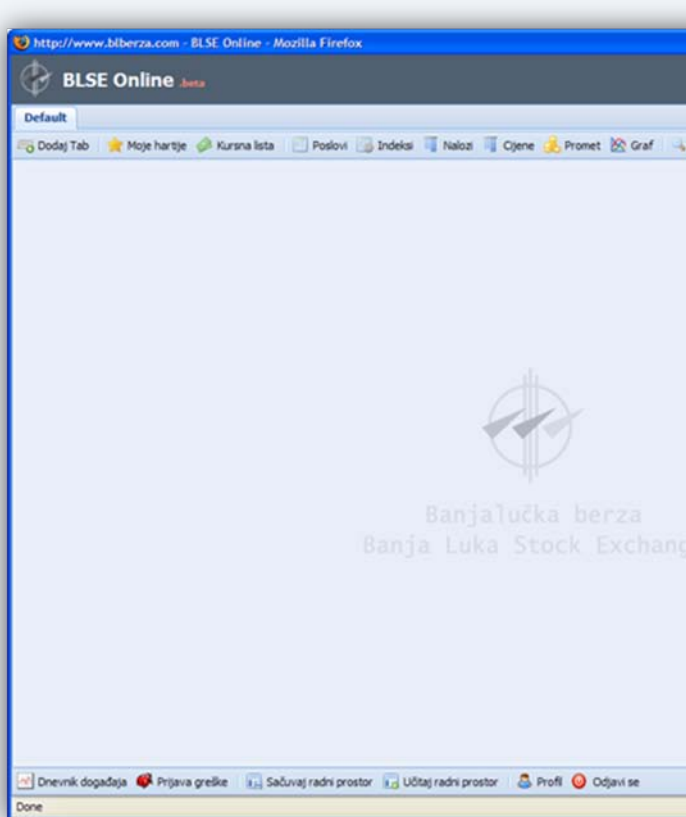 http://www.blberza.com - BLSE Online - Mozilla Firefox
BLSE Online .beta
Default
Dodaj Tab Moje hartije Kursna lista Poslovi Indeksi Nalozi Cijene Promet Graf
Banjalučka berza
Banja Luka Stock Exchang
Dnevnik događaja Prijava greške Sačuvaj radni prostor Učitaj radni prostor Profil Odjavi se
Done